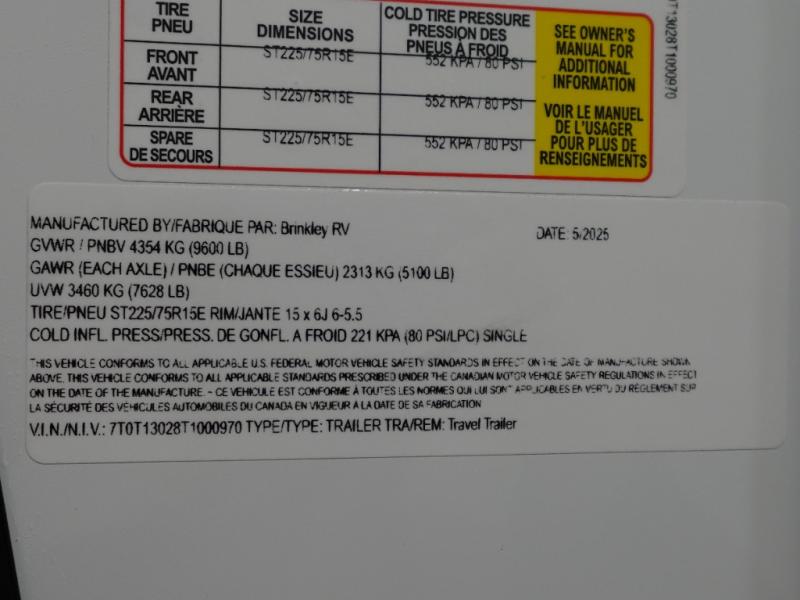 TIRE PNEU SIZE DIMENSIONS COLD TIRE PRESSURE PRESSION DES PNEUS À FROID
FRONT AVANT ST225/75R15E 552 KPA / 80 PSI
REAR ARRIÈRE ST225/75R15E 552 KPA / 80 PSI
SPARE DE SECOURS ST225/75R15E 552 KPA / 80 PSI
SEE OWNER'S
MANUAL FOR
ADDITIONAL
INFORMATION
VOIR LE MANUEL
DE L'USAGER
POUR PLUS DE
RENSEIGNEMENTS
T13028T1000970
MANUFACTURED BY/FABRIQUE PAR: Brinkley RV DATE: 5/2025
GVWR / PNBV 4354 KG (9600 LB)
GAWR (EACH AXLE) / PNBE (CHAQUE ESSIEU) 2313 KG (5100 LB)
UVW 3460 KG (7628 LB)
TIRE/PNEU ST225/75R15E RIM/JANTE 15 x 6J 6-5.5
COLD INFL. PRESS/PRESS. DE GONFL. A FROID 221 KPA (80 PSI/LPC) SINGLE
THIS VEHICLE CONFORMS TO ALL APPLICABLE U.S. FEDERAL MOTOR VEHICLE SAFETY STANDARDS IN EFFECT ON THE DATE OF MANUFACTURE SHOWN
ABOVE. THIS VEHICLE CONFORMS TO ALL APPLICABLE STANDARDS PRESCRIBED UNDER THE CANADIAN MOTOR VEHICLE SAFETY REGULATIONS IN EFFECT
ON THE DATE OF THE MANUFACTURE. - CE VEHICULE EST CONFORME À TOUTES LES NORMES QUI LUI SONT APPLICABLES EN VERTU DU RÈGLEMENT SUR
LA SÉCURITÉ DES VÉHICULES AUTOMOBILES DU CANADA EN VIGUEUR A LA DATE DE SA FABRICATION
V.I.N./N.I.V.: 7T0T13028T1000970 TYPE/TYPE: TRAILER TRA/REM: Travel Trailer